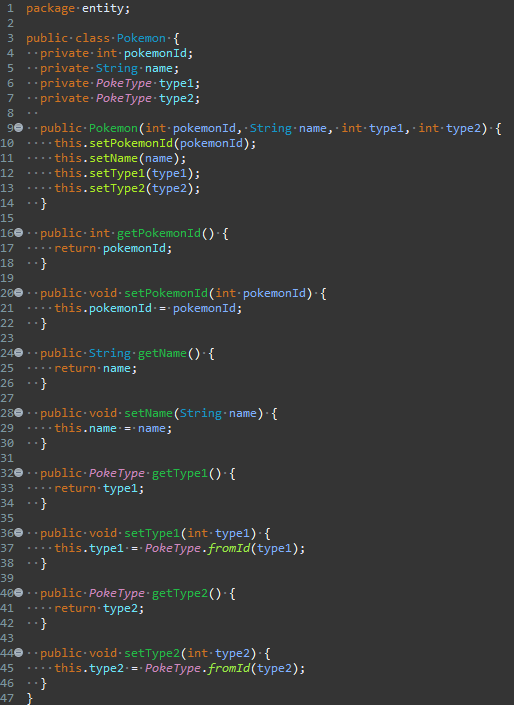 1 package entity;
2
3 public class Pokemon {
4   private int pokemonId;
5   private String name;
6   private PokeType type1;
7   private PokeType type2;
8
9   public Pokemon(int pokemonId, String name, int type1, int type2) {
10     this.setPokemonId(pokemonId);
11     this.setName(name);
12     this.setType1(type1);
13     this.setType2(type2);
14   }
15
16   public int getPokemonId() {
17     return pokemonId;
18   }
19
20   public void setPokemonId(int pokemonId) {
21     this.pokemonId = pokemonId;
22   }
23
24   public String getName() {
25     return name;
26   }
27
28   public void setName(String name) {
29     this.name = name;
30   }
31
32   public PokeType getType1() {
33     return type1;
34   }
35
36   public void setType1(int type1) {
37     this.type1 = PokeType.fromId(type1);
38   }
39
40   public PokeType getType2() {
41     return type2;
42   }
43
44   public void setType2(int type2) {
45     this.type2 = PokeType.fromId(type2);
46   }
47 }